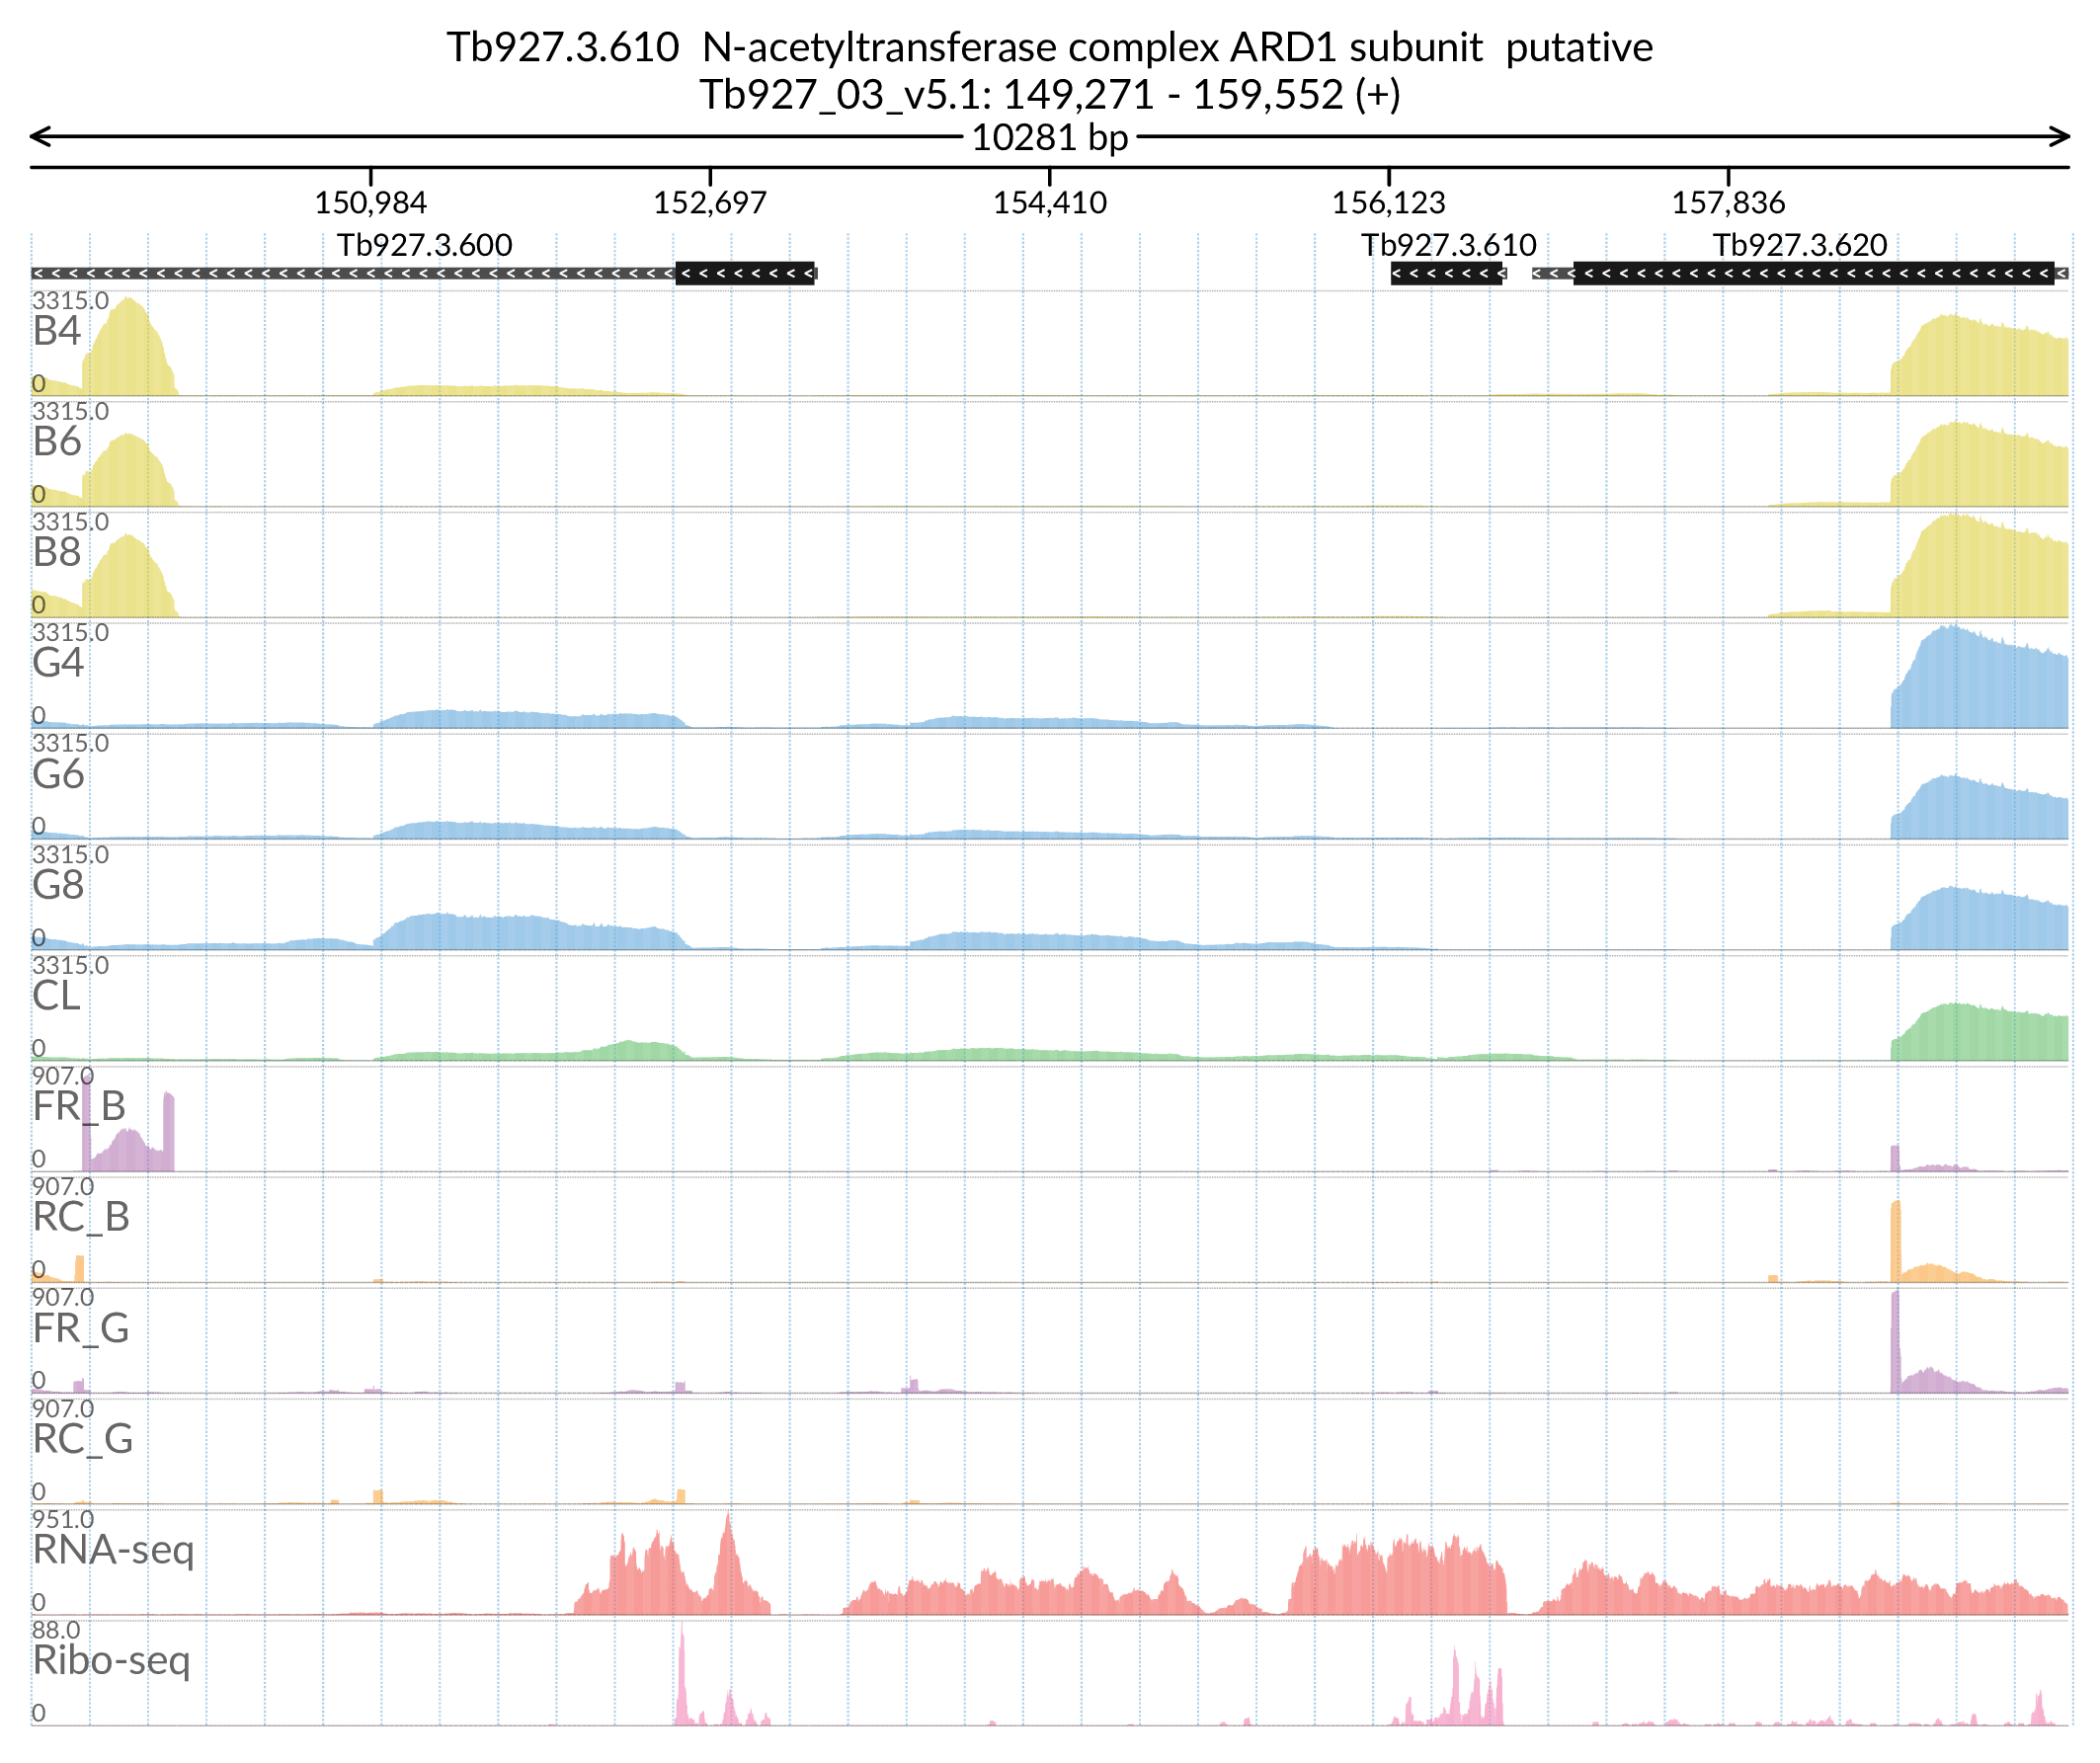 Tb927.3.610  N-acetyltransferase complex ARD1 subunit  putative
Tb927_03_v5.1: 149,271 - 159,552 (+)
10281 bp
150,984 152,697 154,410 156,123 157,836
Tb927.3.600 Tb927.3.610 Tb927.3.620
3315.0
B4
0
3315.0
B6
0
3315.0
B8
0
3315.0
G4
0
3315.0
G6
0
3315.0
G8
0
3315.0
CL
0
907.0
FR_B
0
907.0
RC_B
0
907.0
FR_G
0
907.0
RC_G
0
951.0
RNA-seq
0
88.0
Ribo-seq
0